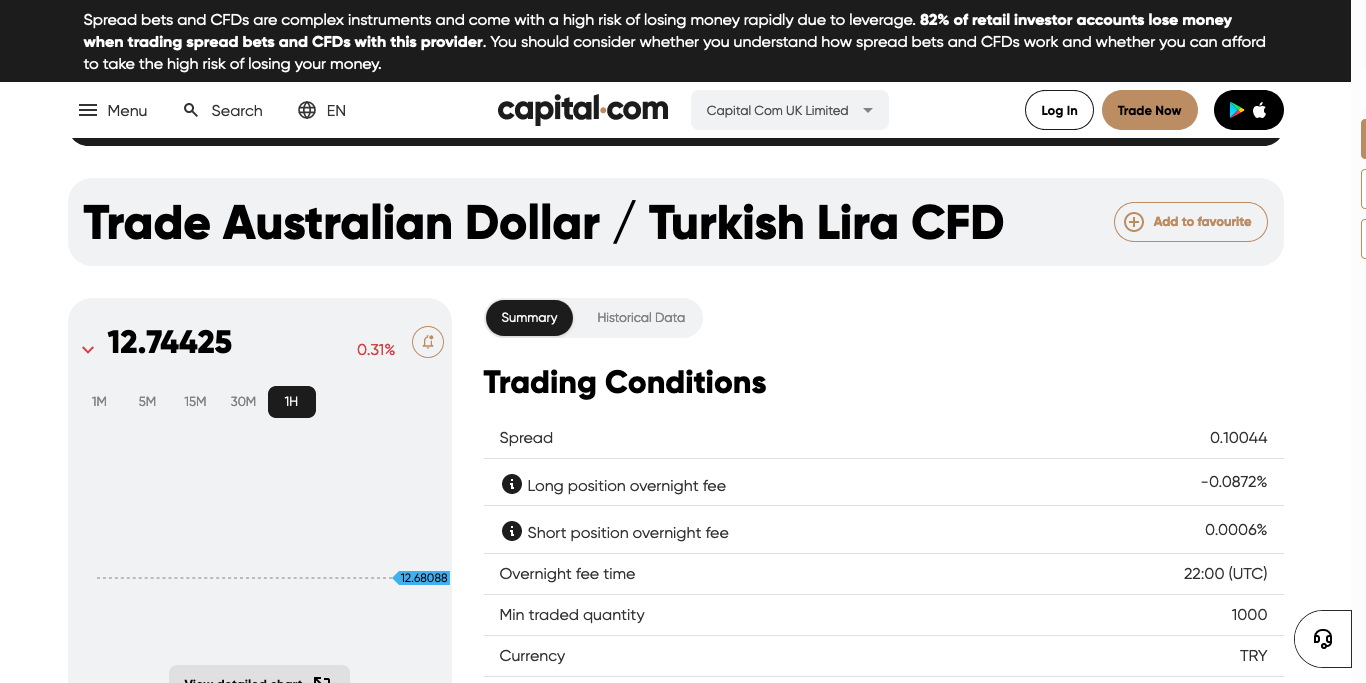 Spread bets and CFDs are complex instruments and come with a high risk of losing money rapidly due to leverage. 82% of retail investor accounts lose money
when trading spread bets and CFDs with this provider. You should consider whether you understand how spread bets and CFDs work and whether you can afford
to take the high risk of losing your money.
Menu
Search
EN
capital.com
Capital Com UK Limited
Log In
Trade Now
Trade Australian Dollar / Turkish Lira CFD
Add to favourite
12.74425
0.31%
1M
5M
15M
30M
1H
12.68088
View detailed chart
Summary
Historical Data
Trading Conditions
Spread 0.10044
Long position overnight fee -0.0872%
Short position overnight fee 0.0006%
Overnight fee time 22:00 (UTC)
Min traded quantity 1000
Currency TRY